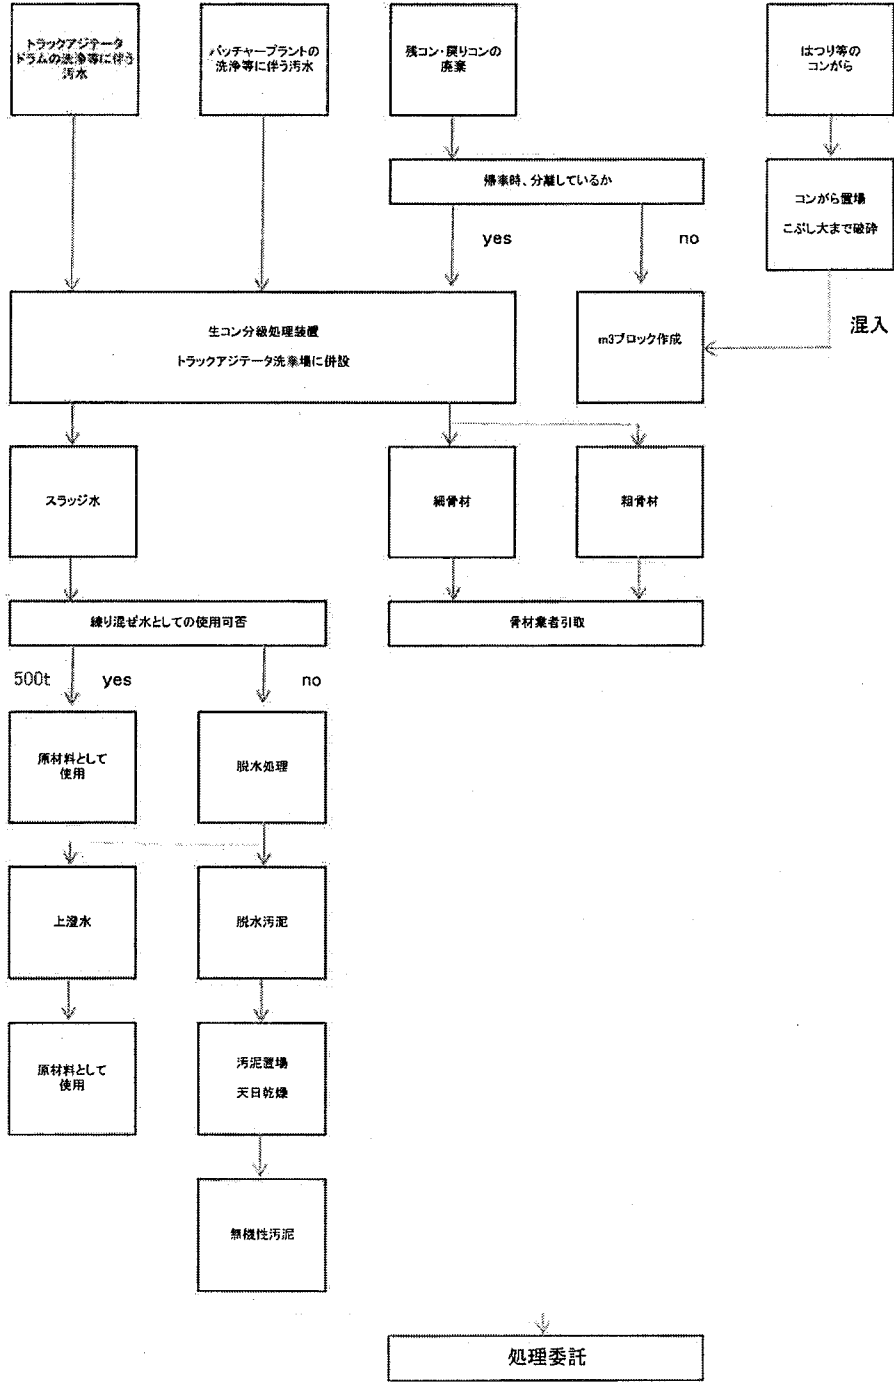 トラックアジテータ
ドラムの洗浄等に伴う
汚水
バッチャープラントの
洗浄等に伴う汚水
残コン・戻りコンの
廃棄
はつり等の
コンがら
帰車時、分離しているか
コンがら置場
こぶし大まで破砕
yes
no
混入
生コン分級処理装置
トラックアジテータ洗車場に併設
m3ブロック作成
スラッジ水
細骨材
粗骨材
練り混ぜ水としての使用可否
骨材業者引取
500t
yes
no
原材料として
使用
脱水処理
上澄水
脱水汚泥
原材料として
使用
汚泥置場
天日乾燥
無機性汚泥
処理委託